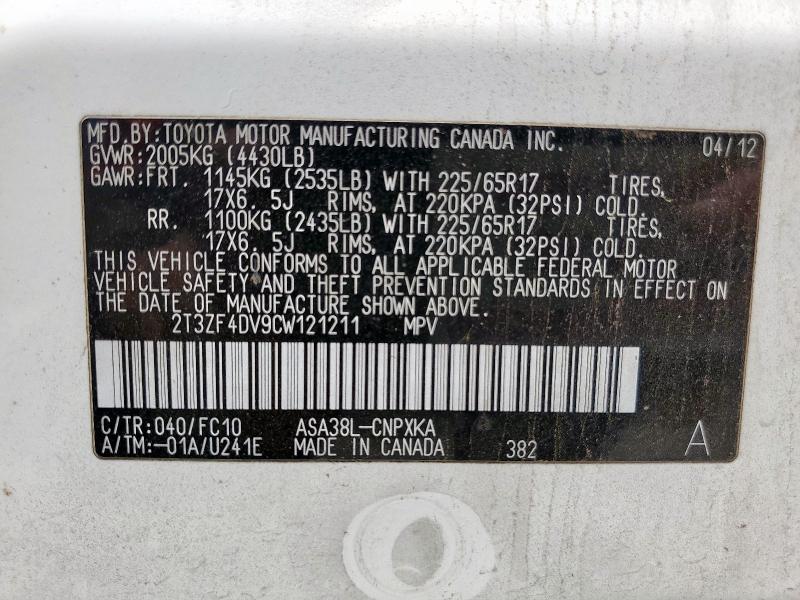 MFD. BY: TOYOTA MOTOR MANUFACTURING CANADA INC. 04/12
GVWR: 2005KG (4430LB)
GAWR: FRT. 1145KG (2535LB) WITH 225/65R17 TIRES,
17X6. 5J RIMS, AT 220KPA (32PSI) COLD.
RR. 1100KG (2435LB) WITH 225/65R17 TIRES,
17X6. 5J RIMS, AT 220KPA (32PSI) COLD.
THIS VEHICLE CONFORMS TO ALL APPLICABLE FEDERAL MOTOR
VEHICLE SAFETY AND THEFT PREVENTION STANDARDS IN EFFECT ON
THE DATE OF MANUFACTURE SHOWN ABOVE.
2T3ZF4DV9CW121211 MPV
C/TR: 040/FC10 ASA38L-CNPXKA
A/TM: -01A/U241E MADE IN CANADA 382 A